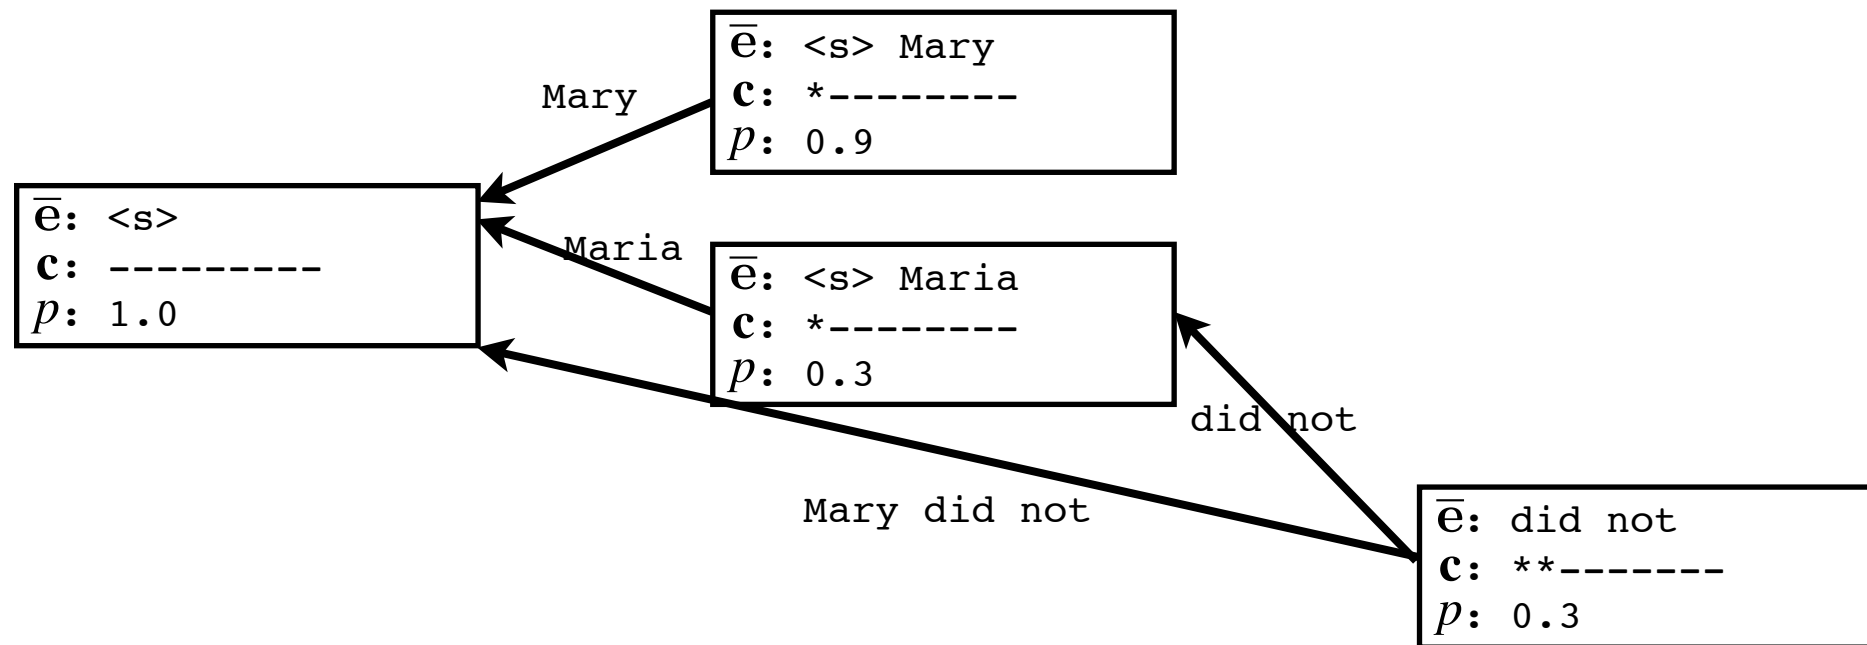 e̅: <s> Mary
c: *--------
p: 0.9
Mary
e̅: <s>
c: ---------
p: 1.0
Maria
e̅: <s> Maria
c: *--------
p: 0.3
did not
Mary did not
e̅: did not
c: **-------
p: 0.3